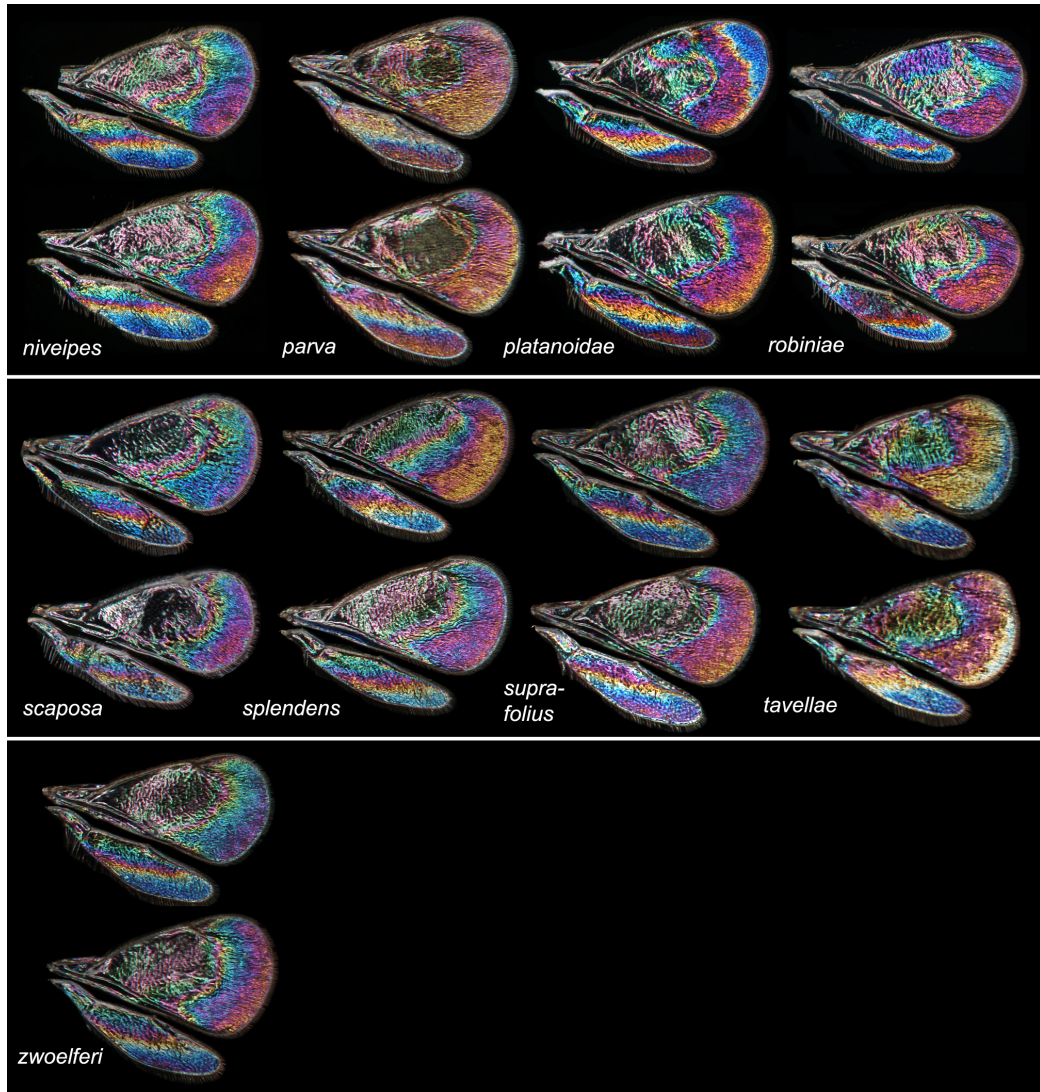 niveipes
parva
platanoidae
robiniae
scaposa
splendens
supra-
folius
tavellae
zwoelferi